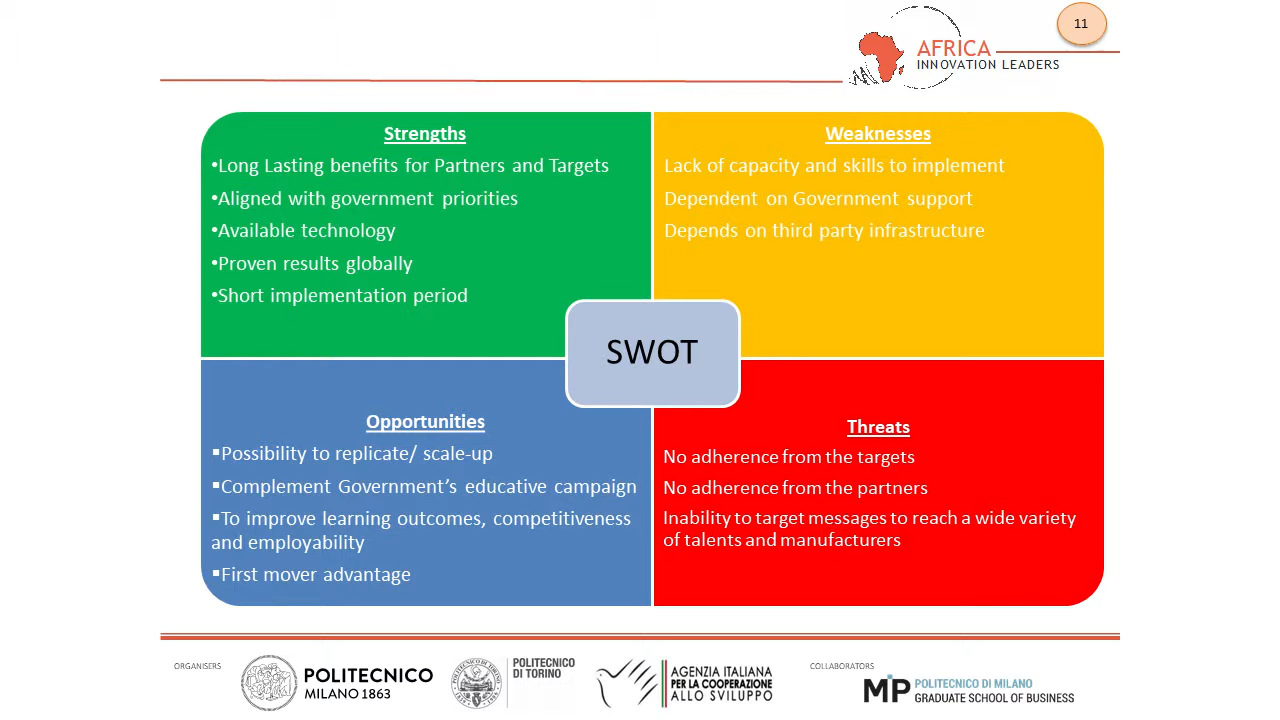 11
AFRICA
INNOVATION LEADERS
Strengths
•Long Lasting benefits for Partners and Targets
•Aligned with government priorities
•Available technology
•Proven results globally
•Short implementation period
Weaknesses
Lack of capacity and skills to implement
Dependent on Government support
Depends on third party infrastructure
SWOT
Opportunities
▪Possibility to replicate/ scale-up
▪Complement Government’s educative campaign
▪To improve learning outcomes, competitiveness
and employability
▪First mover advantage
Threats
No adherence from the targets
No adherence from the partners
Inability to target messages to reach a wide variety
of talents and manufacturers
ORGANISERS
POLITECNICO
MILANO 1863
POLITECNICO
DI TORINO
AGENZIA ITALIANA
PER LA COOPERAZIONE
ALLO SVILUPPO
COLLABORATORS
MIP
POLITECNICO DI MILANO
GRADUATE SCHOOL OF BUSINESS